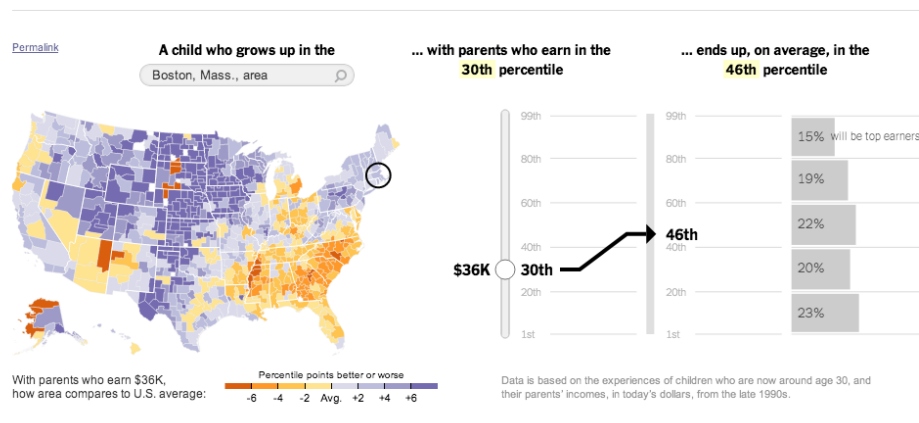 Permalink
A child who grows up in the
Boston, Mass., area
... with parents who earn in the
30th percentile
... ends up, on average, in the
46th percentile
99th
80th
60th
40th
20th
1st
$36K
30th
99th
80th
60th
46th
40th
20th
1st
15% will be top earners
19%
22%
20%
23%
With parents who earn $36K,
how area compares to U.S. average:
Percentile points better or worse
-6 -4 -2 Avg. +2 +4 +6
Data is based on the experiences of children who are now around age 30, and
their parents' incomes, in today's dollars, from the late 1990s.